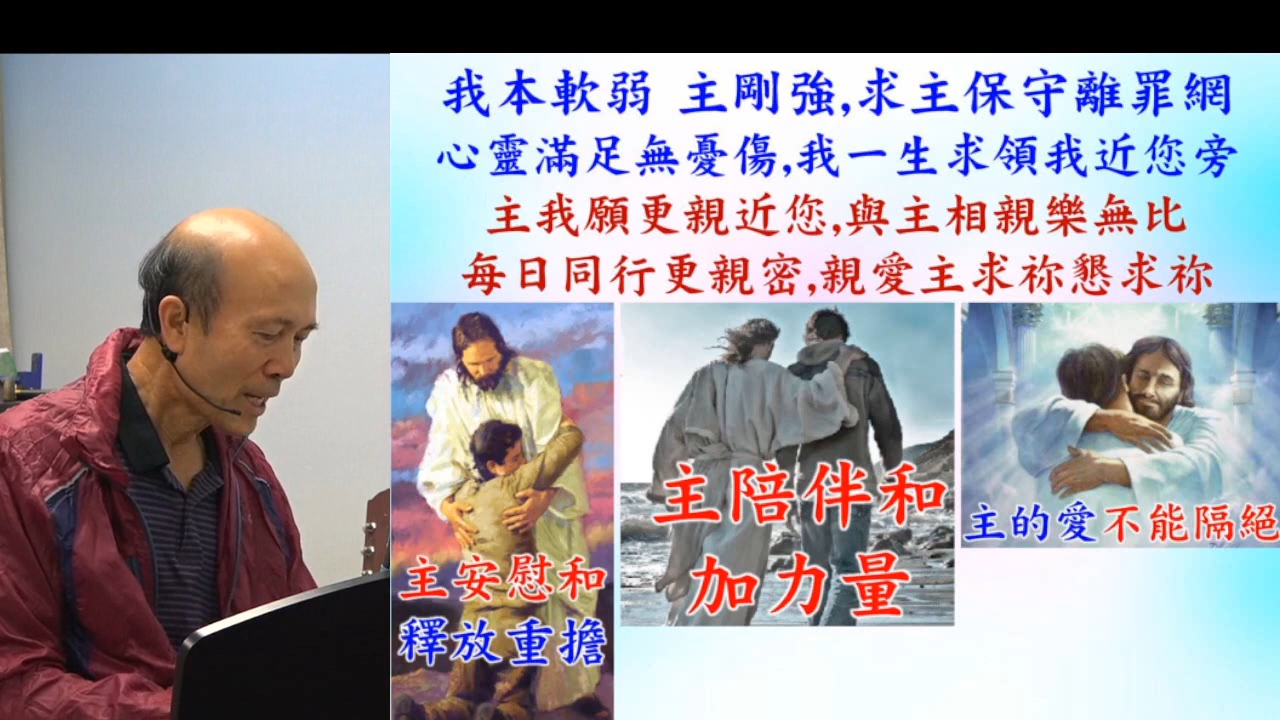 我本軟弱 主剛強,求主保守離罪網
心靈滿足無憂傷,我一生求領我近您旁
主我願更親近您,與主相親樂無比
每日同行更親密,親愛主求祢懇求祢
主安慰和
釋放重擔
主陪伴和
加力量
主的愛不能隔絕